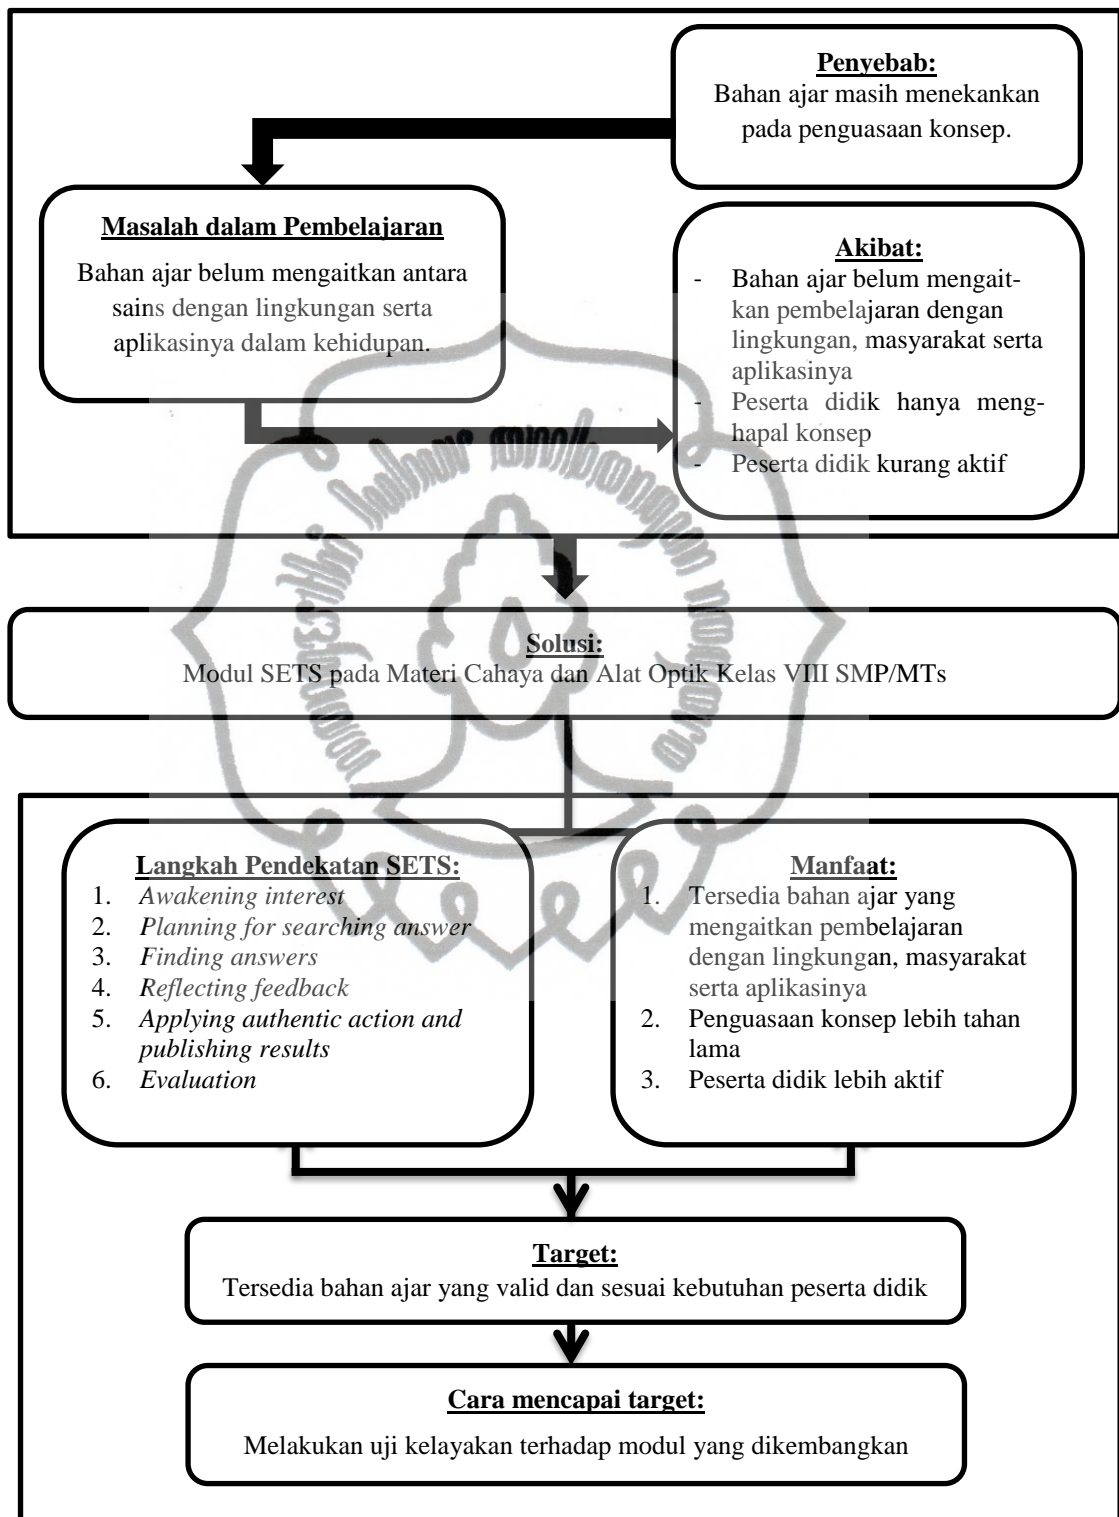 Penyebab:
Bahan ajar masih menekankan
pada penguasaan konsep.
Masalah dalam Pembelajaran
Bahan ajar belum mengaitkan antara
sains dengan lingkungan serta
aplikasinya dalam kehidupan.
Akibat:
- Bahan ajar belum mengait-
kan pembelajaran dengan
lingkungan, masyarakat serta
aplikasinya
- Peserta didik hanya meng-
hapal konsep
- Peserta didik kurang aktif
Solusi:
Modul SETS pada Materi Cahaya dan Alat Optik Kelas VIII SMP/MTs
Langkah Pendekatan SETS:
1. Awakening interest
2. Planning for searching answer
3. Finding answers
4. Reflecting feedback
5. Applying authentic action and
publishing results
6. Evaluation
Manfaat:
1. Tersedia bahan ajar yang
mengaitkan pembelajaran
dengan lingkungan, masyarakat
serta aplikasinya
2. Penguasaan konsep lebih tahan
lama
3. Peserta didik lebih aktif
Target:
Tersedia bahan ajar yang valid dan sesuai kebutuhan peserta didik
Cara mencapai target:
Melakukan uji kelayakan terhadap modul yang dikembangkan